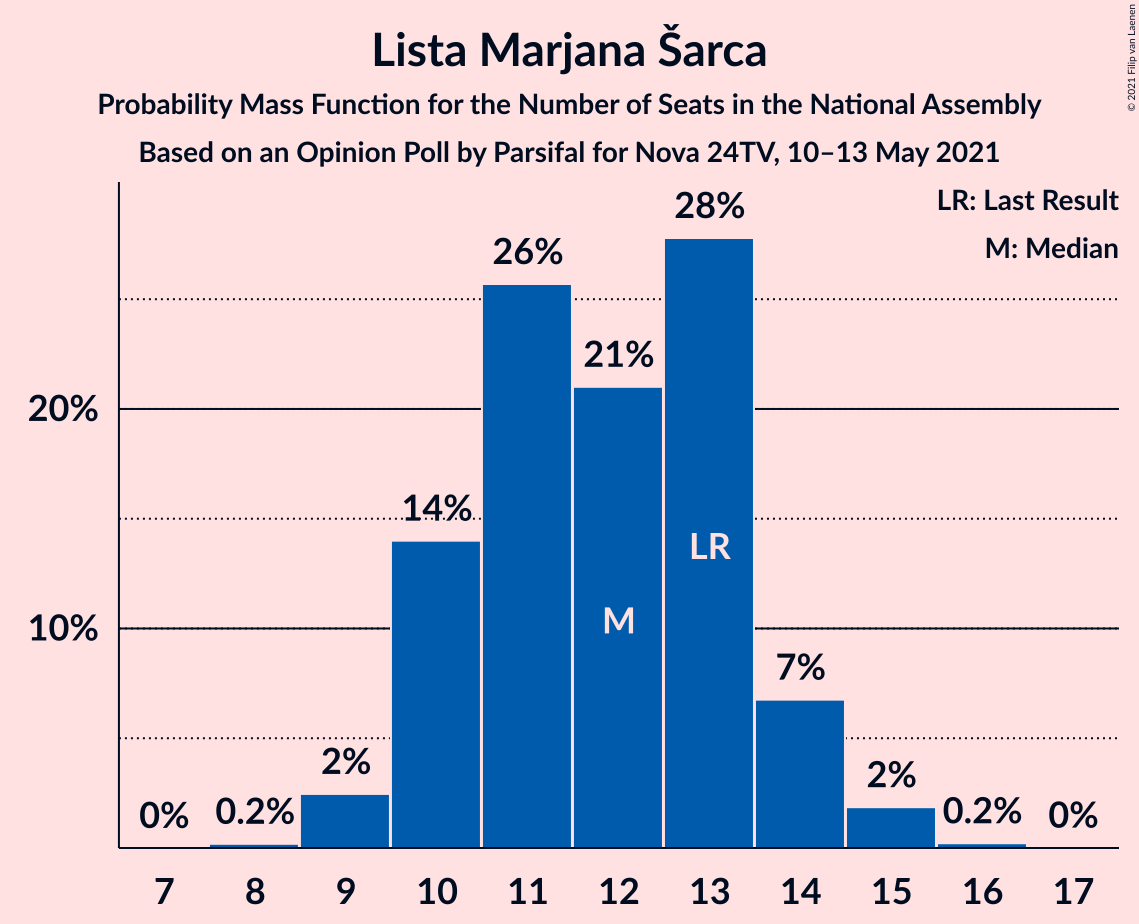 Lista Marjana Šarca
Probability Mass Function for the Number of Seats in the National Assembly
Based on an Opinion Poll by Parsifal for Nova 24TV, 10–13 May 2021
© 2021 Filip van Laenen
LR: Last Result
M: Median
20%
10%
0%
0.2%
2%
14%
26%
21%
28%
7%
2%
0.2%
0%
M
LR
7 8 9 10 11 12 13 14 15 16 17